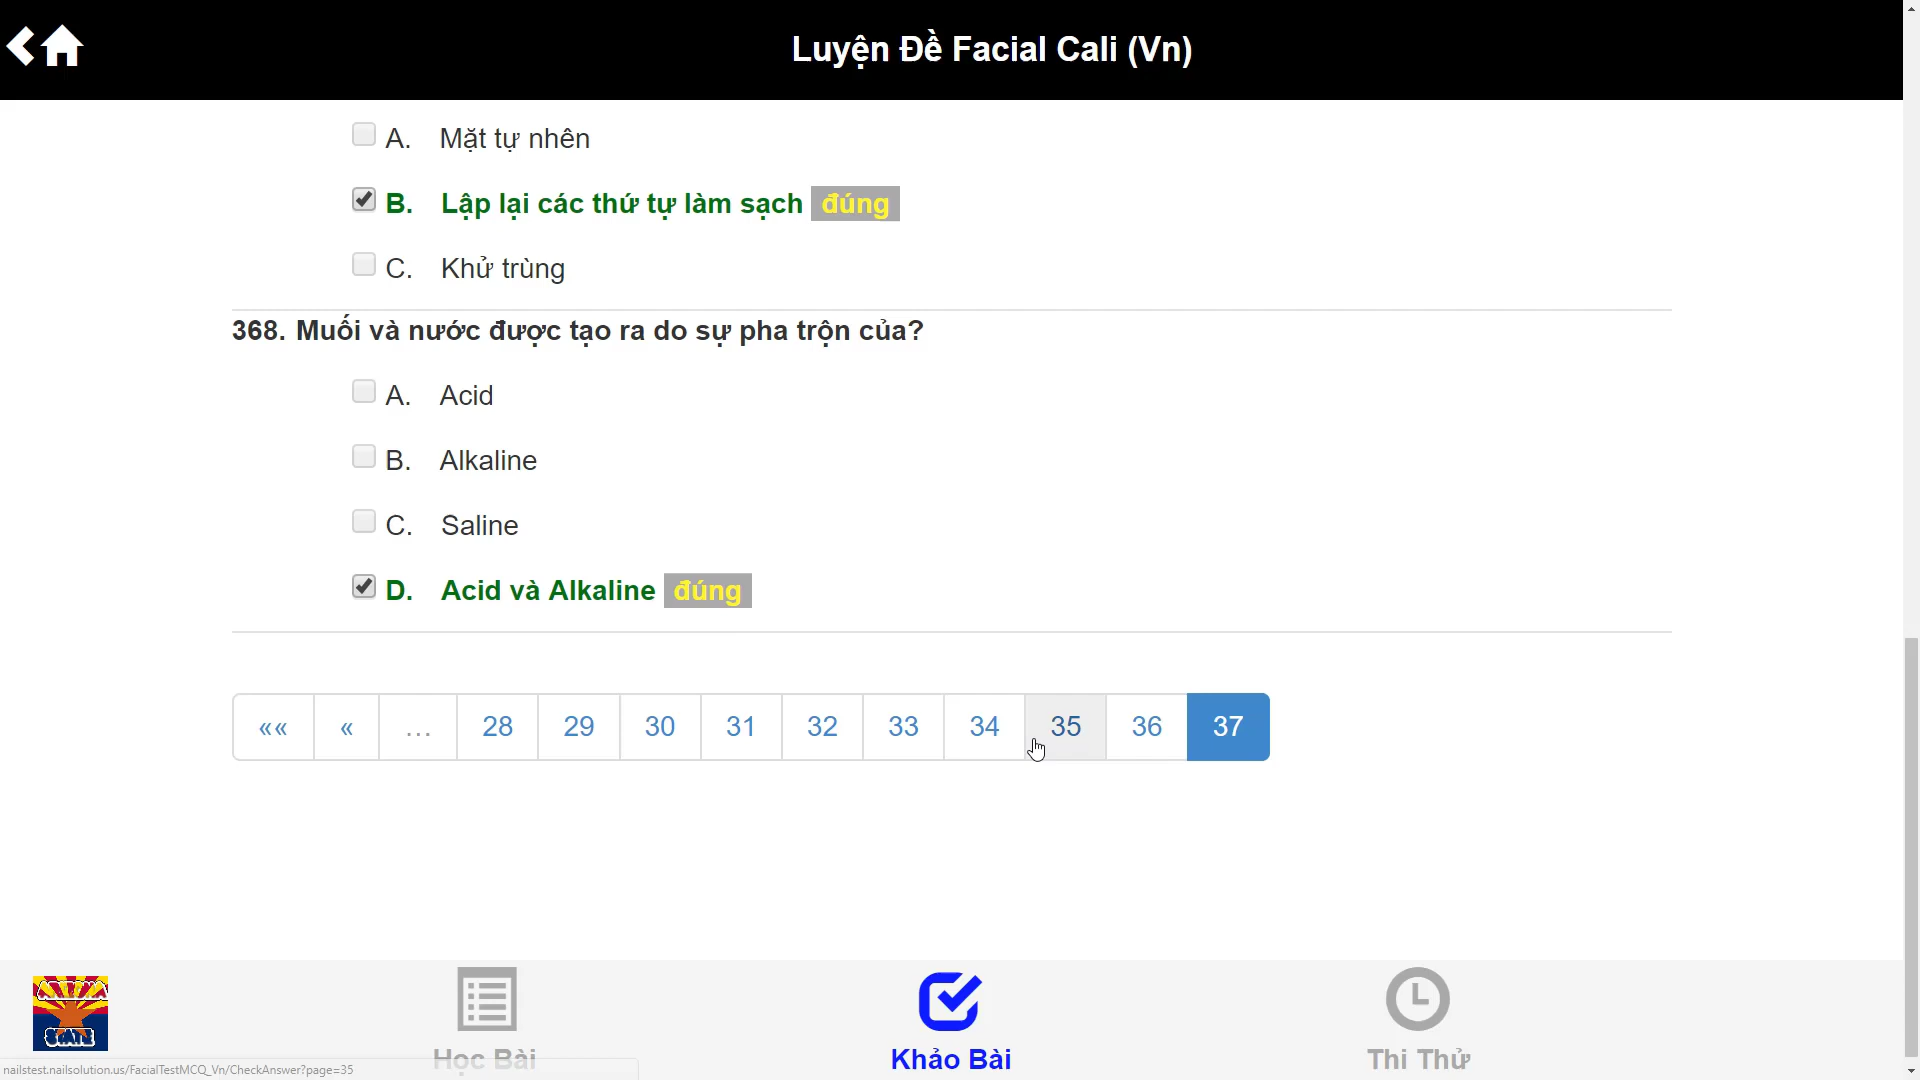 Luyện Đề Facial Cali (Vn)
A. Mặt tự nhên
B. Lập lại các thứ tự làm sạch đúng
C. Khử trùng
368. Muối và nước được tạo ra do sự pha trộn của?
A. Acid
B. Alkaline
C. Saline
D. Acid và Alkaline đúng
«« « … 28 29 30 31 32 33 34 35 36 37
ARIZONA
STATE
Học Bài
Khảo Bài
Thi Thử
nailstest.nailsolution.us/FacialTestMCQ_Vn/CheckAnswer?page=35